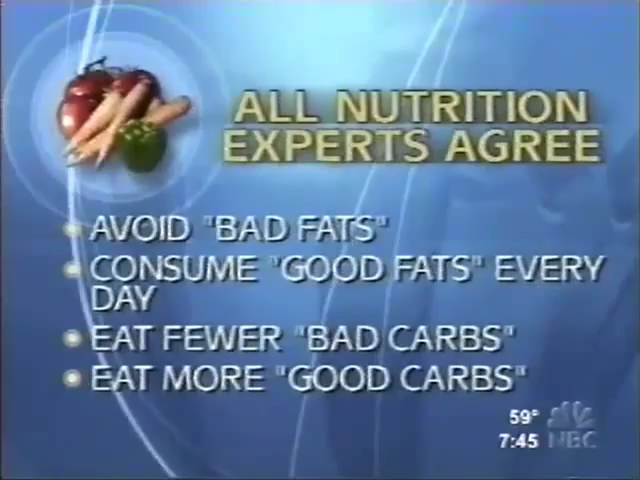 ALL NUTRITION
EXPERTS AGREE
AVOID "BAD FATS"
CONSUME "GOOD FATS" EVERY
DAY
EAT FEWER "BAD CARBS"
EAT MORE "GOOD CARBS"
59°
7:45 NBC